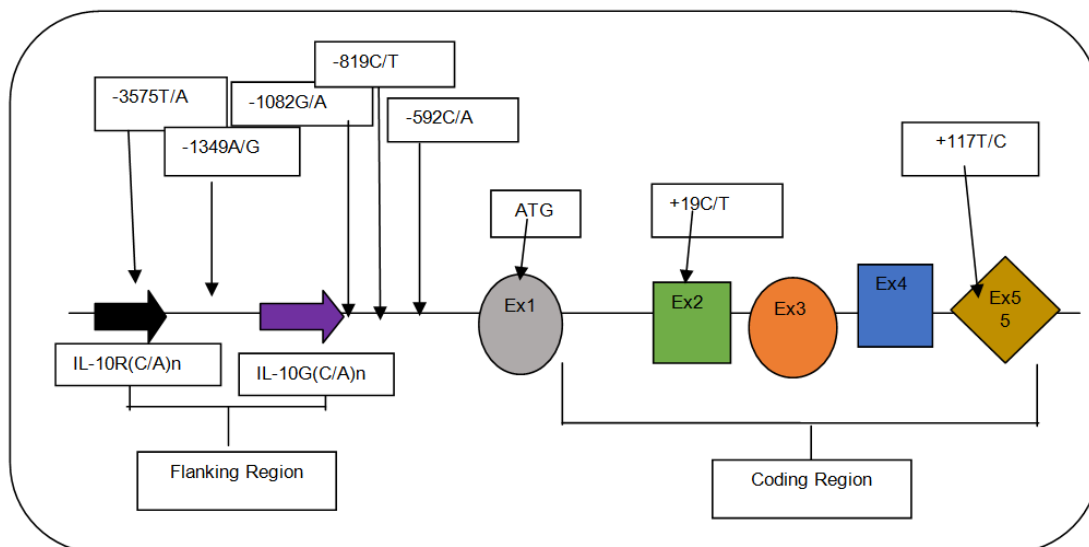 -819C/T
-3575T/A
-1082G/A
-592C/A
-1349A/G
+117T/C
ATG
+19C/T
Ex1
Ex2
Ex3
Ex4
Ex5
5
IL-10R(C/A)n
IL-10G(C/A)n
Flanking Region
Coding Region